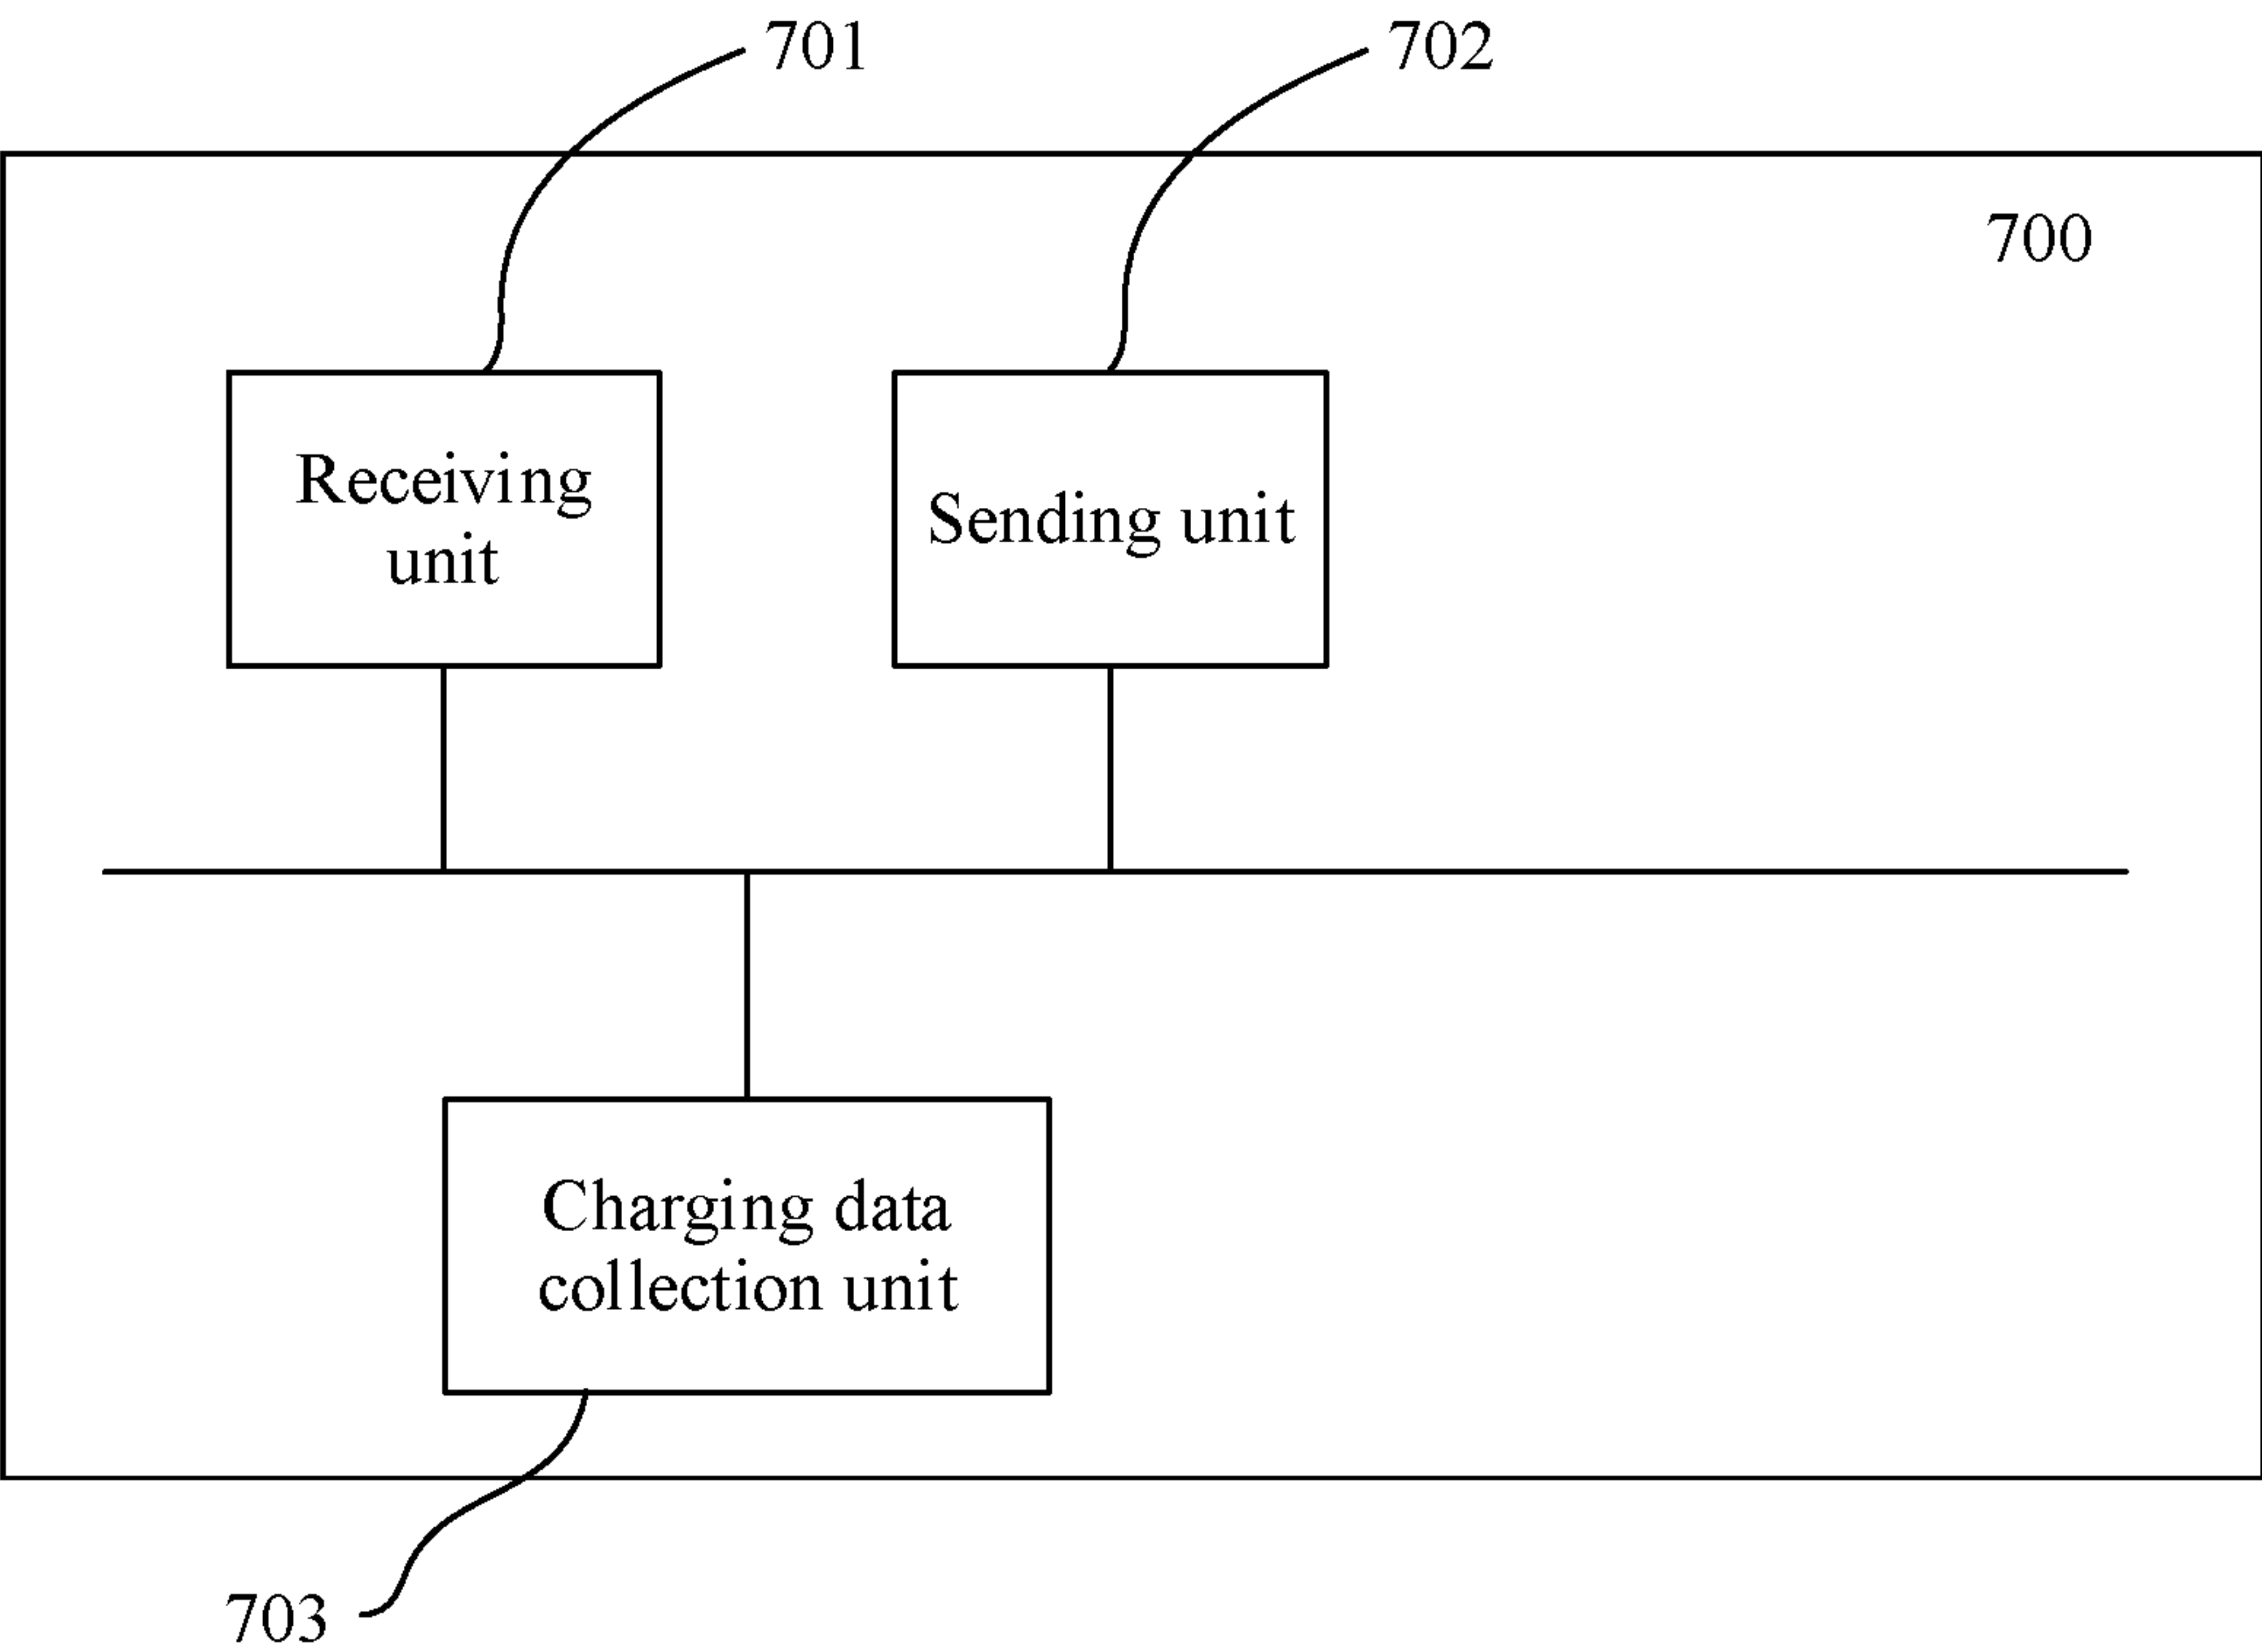 701
702
700
Receiving
unit
Sending unit
Charging data
collection unit
703